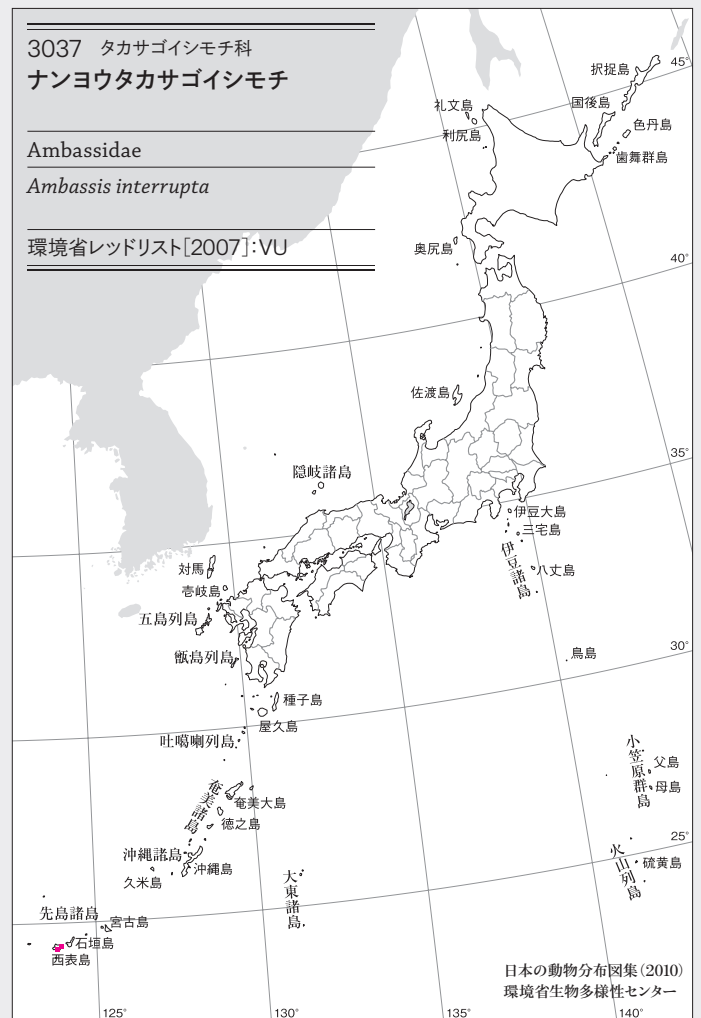 3037 タカサゴイシモチ科
ナンヨウタカサゴイシモチ
Ambassidae
Ambassis interrupta
環境省レッドリスト[2007]:VU
択捉島
45°
礼文島
国後島
利尻島
色丹島
歯舞群島
奥尻島
40°
佐渡島
35°
隠岐諸島
伊豆大島
三宅島
伊豆諸島
八丈島
対馬
壱岐島
五島列島
甑島列島
鳥島
30°
種子島
屋久島
吐噶喇列島
小笠原群島
父島
母島
奄美諸島
奄美大島
徳之島
25°
沖縄諸島
沖縄島
久米島
火山列島
硫黄島
大東諸島
先島諸島
宮古島
石垣島
西表島
日本の動物分布図集(2010)
環境省生物多様性センター
125°
130°
135°
140°